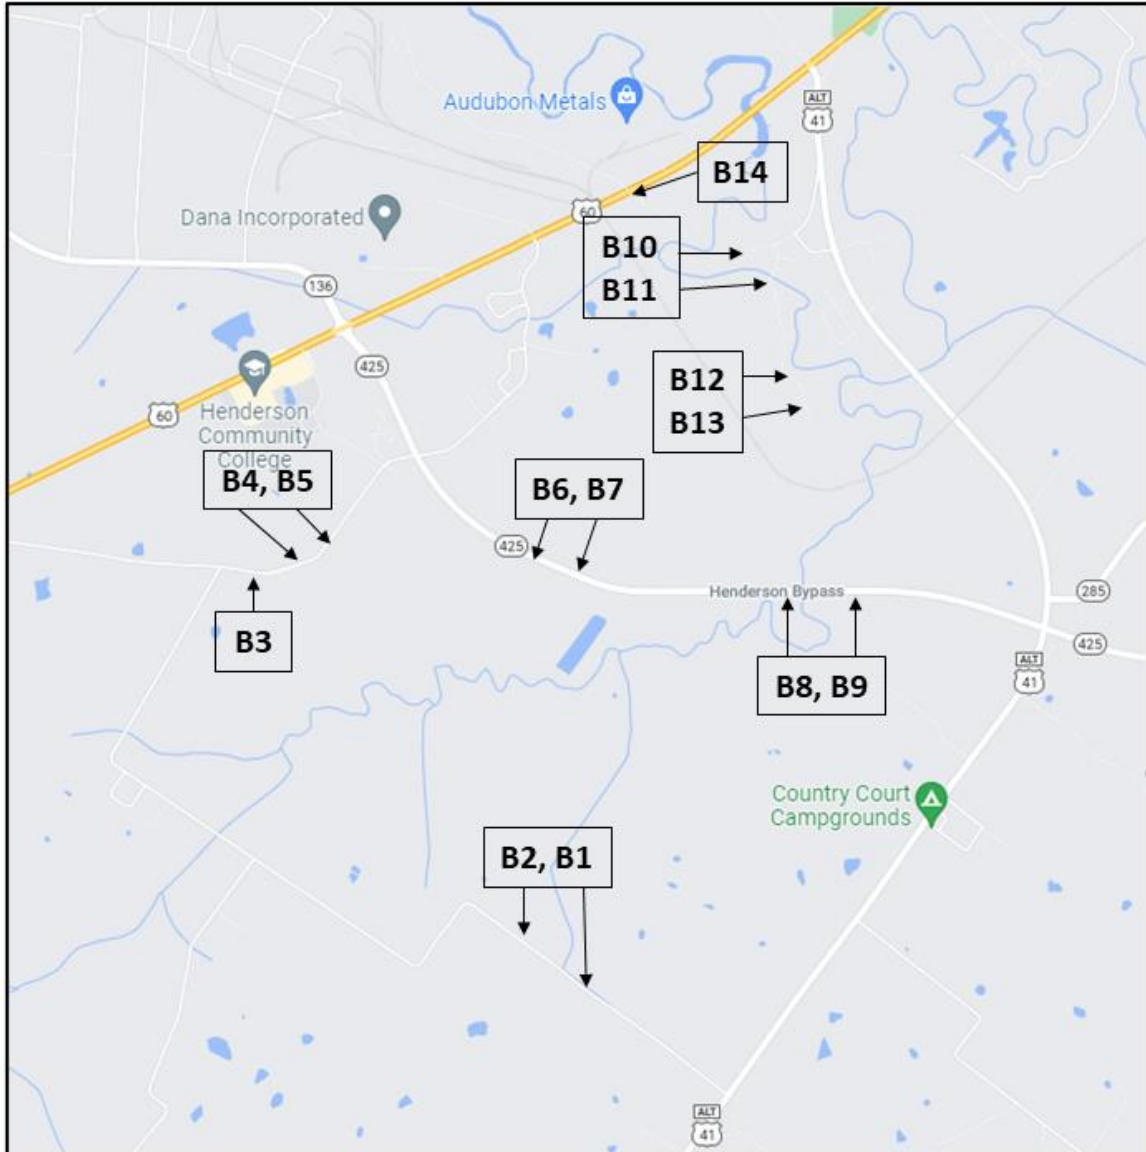 ALT
41
Audubon Metals
B14
Dana Incorporated
60
B10
B11
136
425
B12
B13
60
Henderson
Community
College
B4, B5
B6, B7
425
Henderson Bypass
285
B3
425
ALT
41
B8, B9
Country Court
Campgrounds
B2, B1
ALT
41